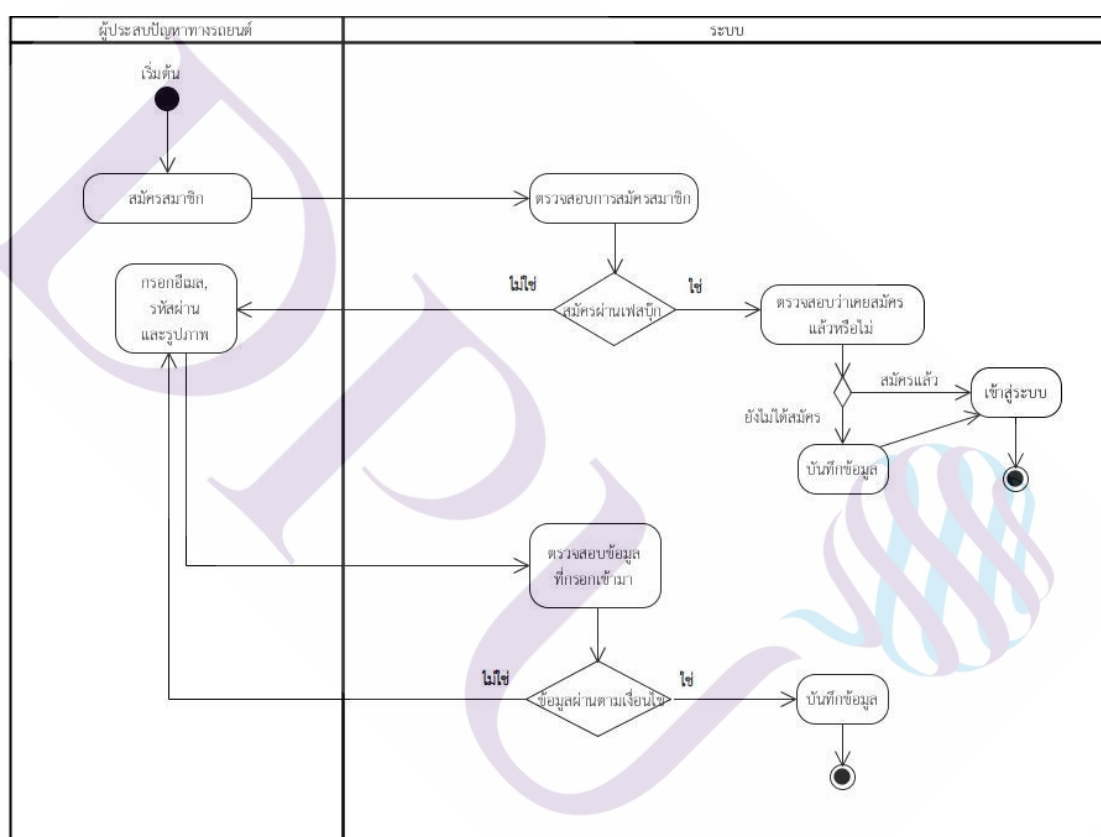 ผู้ประสบปัญหาทางรถยนต์
ระบบ
เริ่มต้น
สมัครสมาชิก
ตรวจสอบการสมัครสมาชิก
กรอกอีเมล,
รหัสผ่าน
และรูปภาพ
ไม่ใช่
สมัครผ่านเฟสบุ๊ก
ใช่
ตรวจสอบว่าเคยสมัคร
แล้วหรือไม่
สมัครแล้ว
เข้าสู่ระบบ
ยังไม่ได้สมัคร
บันทึกข้อมูล
ตรวจสอบข้อมูล
ที่กรอกเข้ามา
ไม่ใช่
ข้อมูลผ่านตามเงื่อนไข
ใช่
บันทึกข้อมูล
DPU